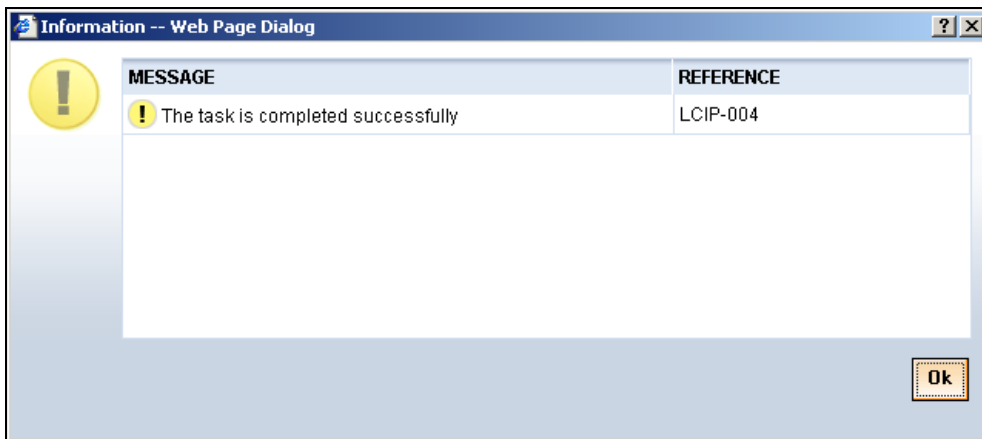 Information -- Web Page Dialog
MESSAGE REFERENCE
The task is completed successfully LCIP-004
Ok